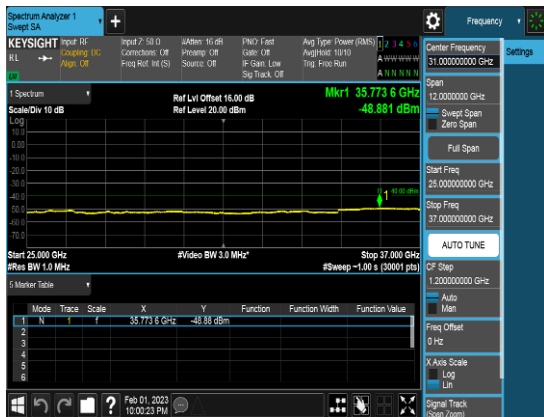 Spectrum Analyzer 1
Swept SA
+
Frequency
KEYSIGHT
Input: RF
Coupling: DC
Align: Off
Input Z: 50 Ω
Corrections: Off
Freq Ref: Int (S)
#Atten: 16 dB
Preamp: Off
Source: Off
PNO: Fast
Gate: Off
IF Gain: Low
Sig Track: Off
Avg Type: Power (RMS)
Avg|Hold: 10/10
Trig: Free Run
1 2 3 4 5 6
A W W W W W
A N N N N N
RL
1 Spectrum
Scale/Div 10 dB
Ref Lvl Offset 16.00 dB
Ref Level 20.00 dBm
Mkr1 35.773 6 GHz
-48.881 dBm
Log
10.0
0.00
-10.0
-20.0
-30.0
-40.0
-50.0
-60.0
-70.0
1
Start 25.000 GHz
#Res BW 1.0 MHz
#Video BW 3.0 MHz*
Stop 37.000 GHz
#Sweep ~1.00 s (30001 pts)
5 Marker Table
Mode Trace Scale X Y Function Function Width Function Value
1 N 1 f 35.773 6 GHz -48.88 dBm
2
3
4
5
6
Feb 01, 2023
10:00:23 PM
Center Frequency
31.000000000 GHz
Settings
Span
12.0000000 GHz
Swept Span
Zero Span
Full Span
Start Freq
25.000000000 GHz
Stop Freq
37.000000000 GHz
AUTO TUNE
CF Step
1.200000000 GHz
Auto
Man
Freq Offset
0 Hz
X Axis Scale
Log
Lin
Signal Track
(Span Zoom)